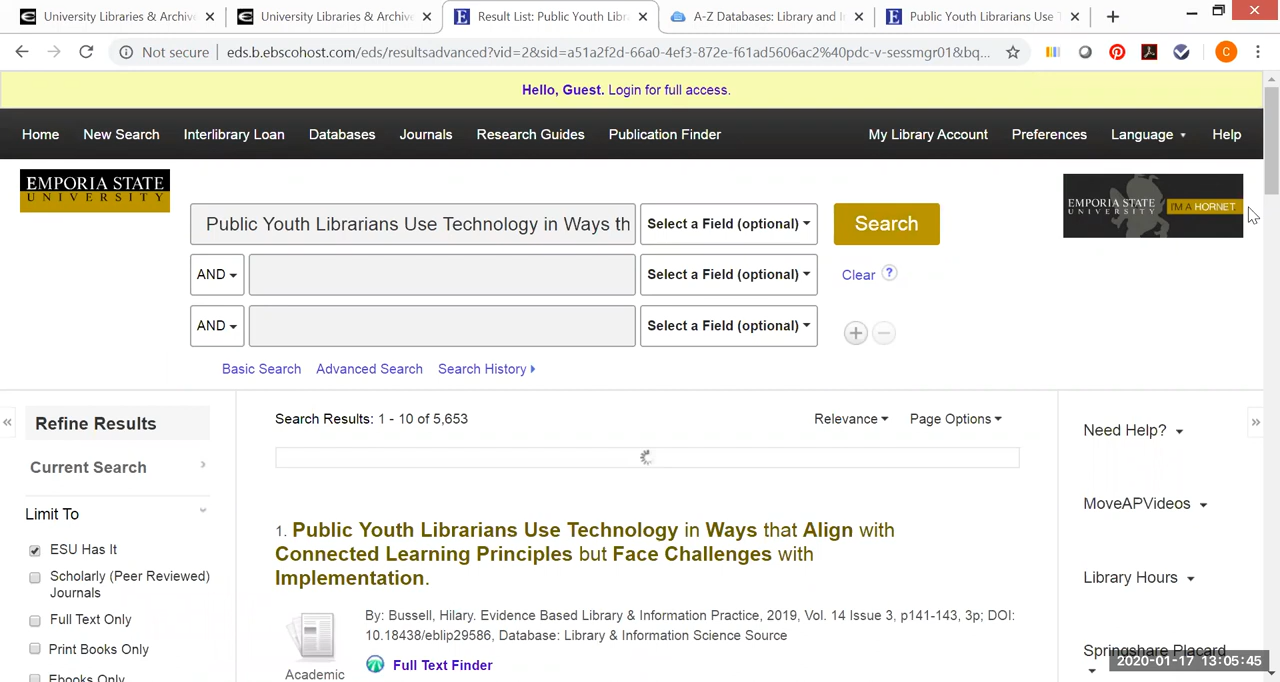 University Libraries & Archive
University Libraries & Archive
Result List: Public Youth Libra
A-Z Databases: Library and I
Public Youth Librarians Use T
Not secure
eds.b.ebscohost.com/eds/resultsadvanced?vid=2&sid=a51a2f2d-66a0-4ef3-872e-f61ad5606ac2%40pdc-v-sessmgr01&bq...
C
Hello, Guest. Login for full access.
Home New Search Interlibrary Loan Databases Journals Research Guides Publication Finder My Library Account Preferences Language Help
EMPORIA STATE
UNIVERSITY
EMPORIA STATE
UNIVERSITY
I'M A HORNET
Public Youth Librarians Use Technology in Ways th
Select a Field (optional)
Search
AND
Select a Field (optional)
Clear ?
AND
Select a Field (optional)
Basic Search Advanced Search Search History
Refine Results
Current Search
Limit To
ESU Has It
Scholarly (Peer Reviewed)
Journals
Full Text Only
Print Books Only
Ebooks Only
Search Results: 1 - 10 of 5,653
Relevance
Page Options
1. Public Youth Librarians Use Technology in Ways that Align with
Connected Learning Principles but Face Challenges with
Implementation.
By: Bussell, Hilary. Evidence Based Library & Information Practice, 2019, Vol. 14 Issue 3, p141-143, 3p; DOI:
10.18438/eblip29586, Database: Library & Information Science Source
Academic
Full Text Finder
Need Help?
MoveAPVideos
Library Hours
Springshare Placard
2020-01-17 13:05:45